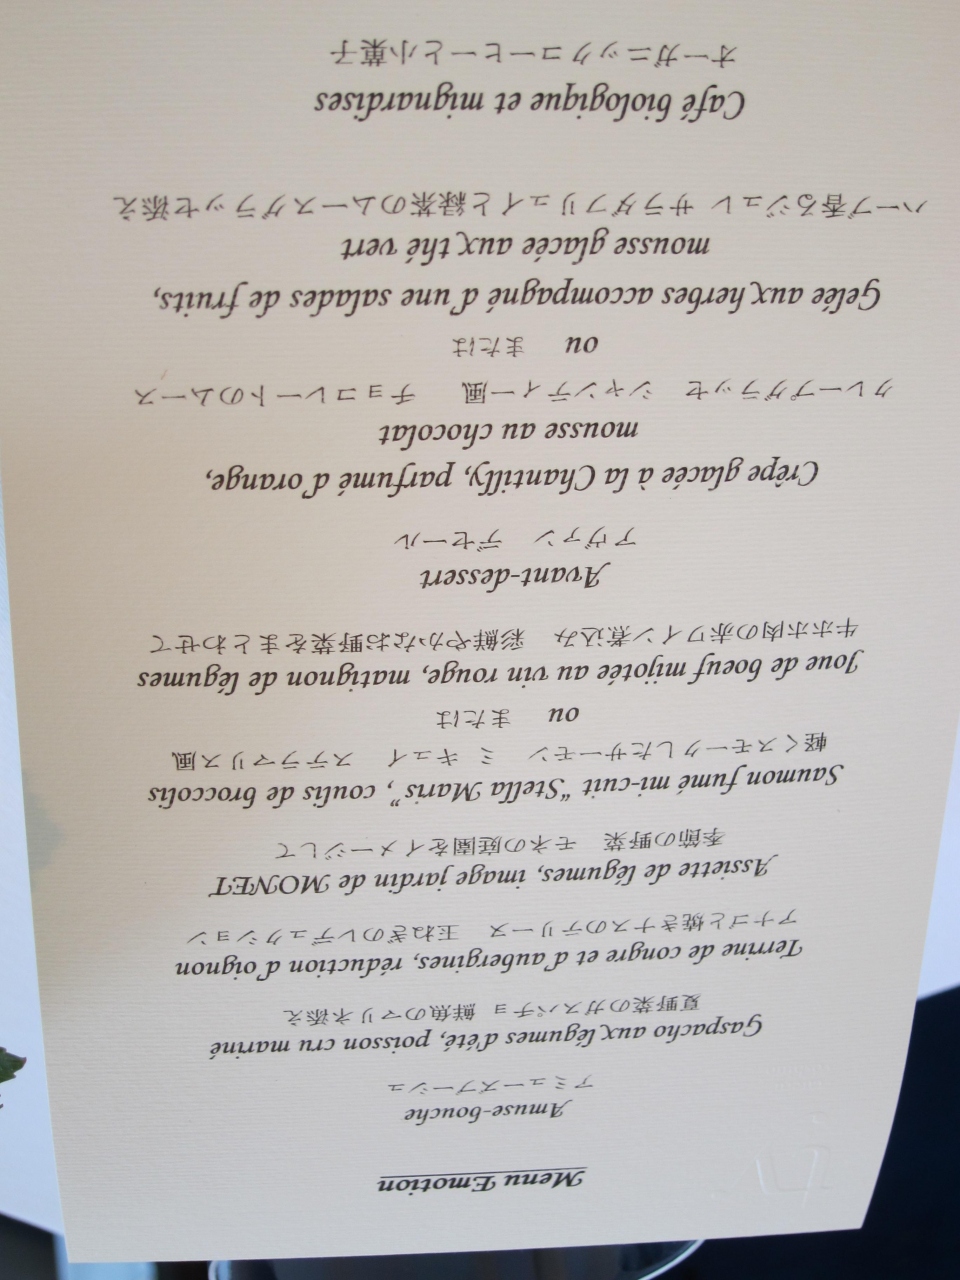 Menu Emotion
Amuse-bouche
アミューズブーシュ
Gaspacho aux légumes d'été, poisson cru mariné
夏野菜のガスパチョ 鮮魚のマリネ添え
Terrine de congre et d'aubergines, réduction d'oignon
アナゴと焼きナスのテリーヌ 玉ねぎのレデュクション
Assiette de légumes, image jardin de MONET
季節の野菜 モネの庭園をイメージして
Saumon fumé mi-cuit "Stella Maris", coulis de broccolis
軽くスモークしたサーモン ミ キュイ ステラマリス風
ou または
Joue de boeuf mijotée au vin rouge, matignon de légumes
牛ホホ肉の赤ワイン煮込み 彩鮮やかなお野菜をまとわせて
Avant-dessert
アヴァン デセール
Crêpe glacée à la Chantilly, parfumé d'orange,
mousse au chocolat
クレープグラッセ シャンティー風 チョコレートのムース
ou または
Gelée aux herbes accompagné d'une salades de fruits,
mousse glacée aux thé vert
ハーブ香るジュレ サラダフリュイと緑茶のムースグラッセ添え
Café biologique et mignardises
オーガニックコーヒーと小菓子